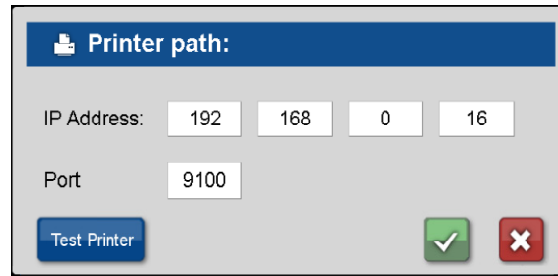 Printer path:
IP Address: 192 168 0 16
Port 9100
Test Printer